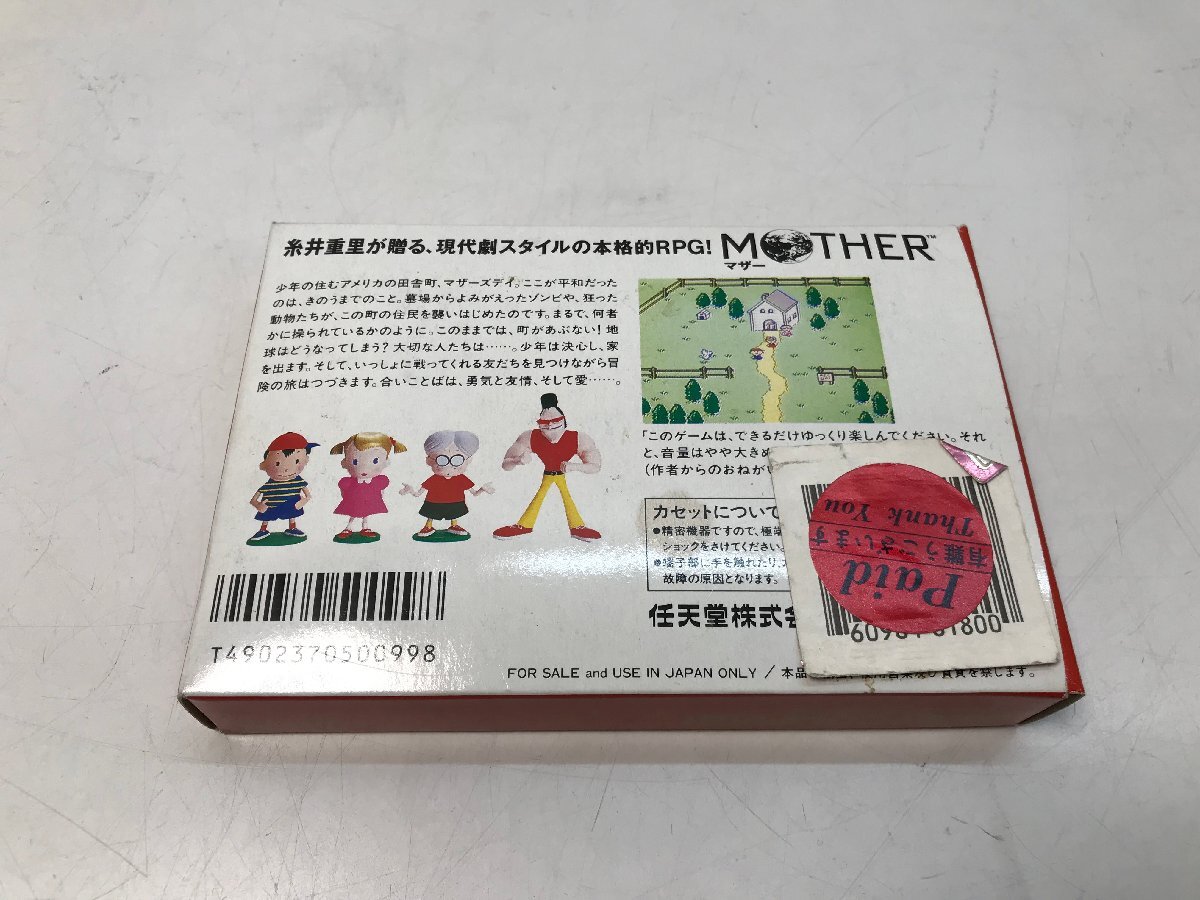 糸井重里が贈る、現代劇スタイルの本格的RPG!
MOTHER™
マザー
少年の住むアメリカの田舎町、マザーズデイ。ここが平和だった
のは、きのうまでのこと。墓場からよみがえったゾンビや、狂った
動物たちが、この町の住民を襲いはじめたのです。まるで、何者
かに操られているかのように。このままでは、町があぶない!地
球はどうなってしまう?大切な人たちは……。少年は決心し、家
を出ます。そして、いっしょに戦ってくれる友だちを見つけながら冒
険の旅はつづきます。合いことばは、勇気と友情、そして愛……。
「このゲームは、できるだけゆっくり楽しんでください。それ
と、音量はやや大きめ
(作者からのおねがい
カセットについて
●精密機器ですので、極端
ショックをさけてください。
●端子部に手を触れたり、
故障の原因となります。
任天堂株式会
T4902370500998
FOR SALE and USE IN JAPAN ONLY / 本品
Paid
有難うございます
Thank You
1800